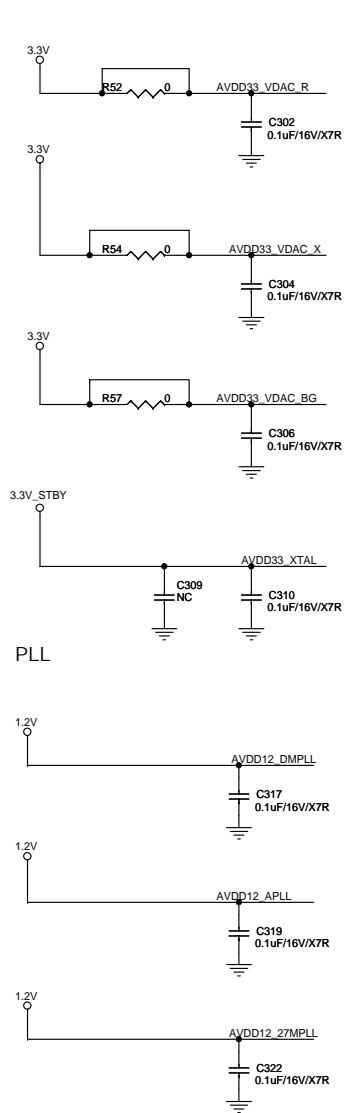 3.3V
R52 0 AVDD33_VDAC_R
C302
0.1uF/16V/X7R
3.3V
R54 0 AVDD33_VDAC_X
C304
0.1uF/16V/X7R
3.3V
R57 0 AVDD33_VDAC_BG
C306
0.1uF/16V/X7R
3.3V_STBY
AVDD33_XTAL
C309
NC
C310
0.1uF/16V/X7R
PLL
1.2V
AVDD12_DMPLL
C317
0.1uF/16V/X7R
1.2V
AVDD12_APLL
C319
0.1uF/16V/X7R
1.2V
AVDD12_27MPLL
C322
0.1uF/16V/X7R